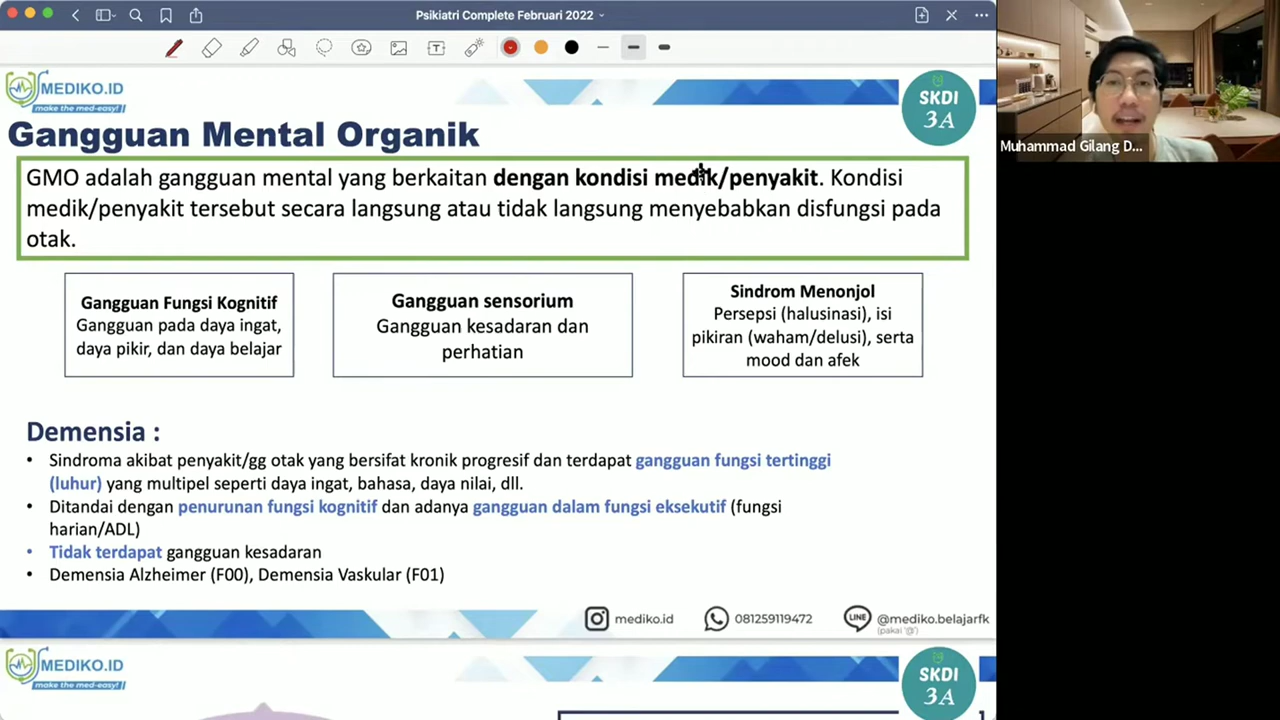 Psikiatri Complete Februari 2022
MEDIKO.ID
make the med-easy!
SKDI
3A
Gangguan Mental Organik
GMO adalah gangguan mental yang berkaitan dengan kondisi medik/penyakit. Kondisi
medik/penyakit tersebut secara langsung atau tidak langsung menyebabkan disfungsi pada
otak.
Gangguan Fungsi Kognitif
Gangguan pada daya ingat,
daya pikir, dan daya belajar
Gangguan sensorium
Gangguan kesadaran dan
perhatian
Sindrom Menonjol
Persepsi (halusinasi), isi
pikiran (waham/delusi), serta
mood dan afek
Demensia :
• Sindroma akibat penyakit/gg otak yang bersifat kronik progresif dan terdapat gangguan fungsi tertinggi
(luhur) yang multipel seperti daya ingat, bahasa, daya nilai, dll.
• Ditandai dengan penurunan fungsi kognitif dan adanya gangguan dalam fungsi eksekutif (fungsi
harian/ADL)
• Tidak terdapat gangguan kesadaran
• Demensia Alzheimer (F00), Demensia Vaskular (F01)
mediko.id
081259119472
LINE
@mediko.belajarfk
(pakai '@')
MEDIKO.ID
make the med-easy!
SKDI
3A
Muhammad Gilang D...